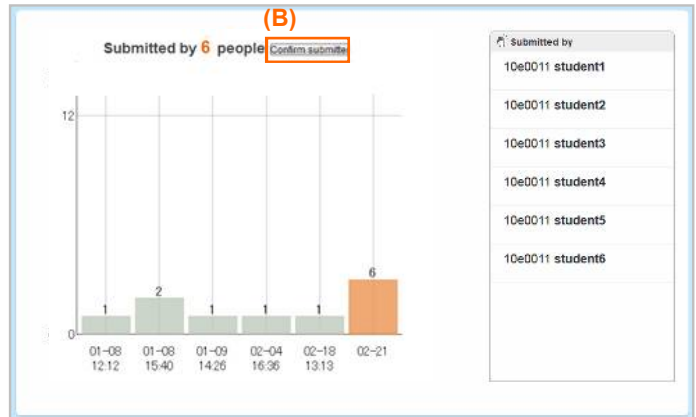 (B)
Submitted by 6 people Confirm submitte
12
1 2 1 1 1 6
0
01-08 01-08 01-09 02-04 02-18 02-21
12:12 15:40 14:26 16:36 13:13
Submitted by
10e0011 student1
10e0011 student2
10e0011 student3
10e0011 student4
10e0011 student5
10e0011 student6